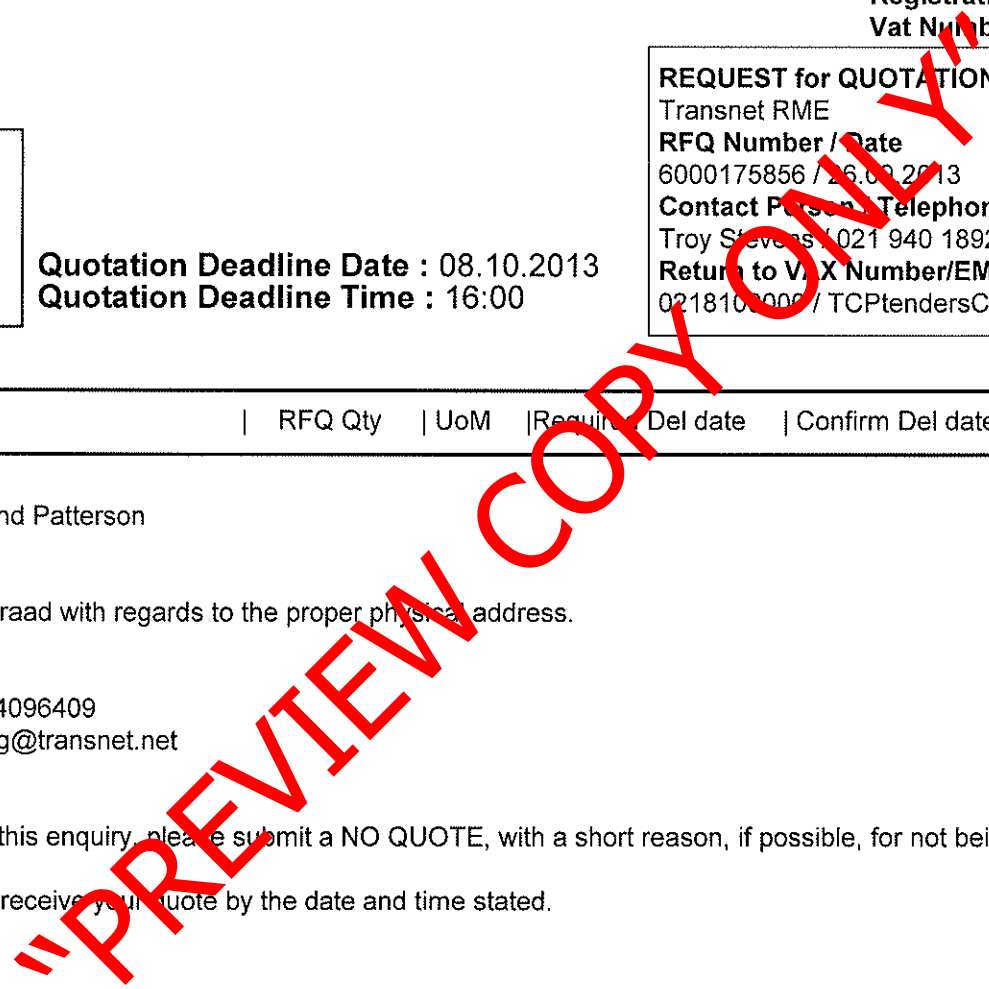 Vat Numb
REQUEST for QUOTATION
Transnet RME
RFQ Number / Date
6000175856 / 26.09.2013
Contact Person / Telephon
Troy Stevens / 021 940 1892
Quotation Deadline Date : 08.10.2013
Return to VAX Number/EM
Quotation Deadline Time : 16:00
/ TCPtendersC
| RFQ Qty | UoM |Required Del date | Confirm Del date
nd Patterson
raad with regards to the proper physical address.
4096409
g@transnet.net
this enquiry, please submit a NO QUOTE, with a short reason, if possible, for not bei
receive your quote by the date and time stated.
"PREVIEW COPY ONLY"